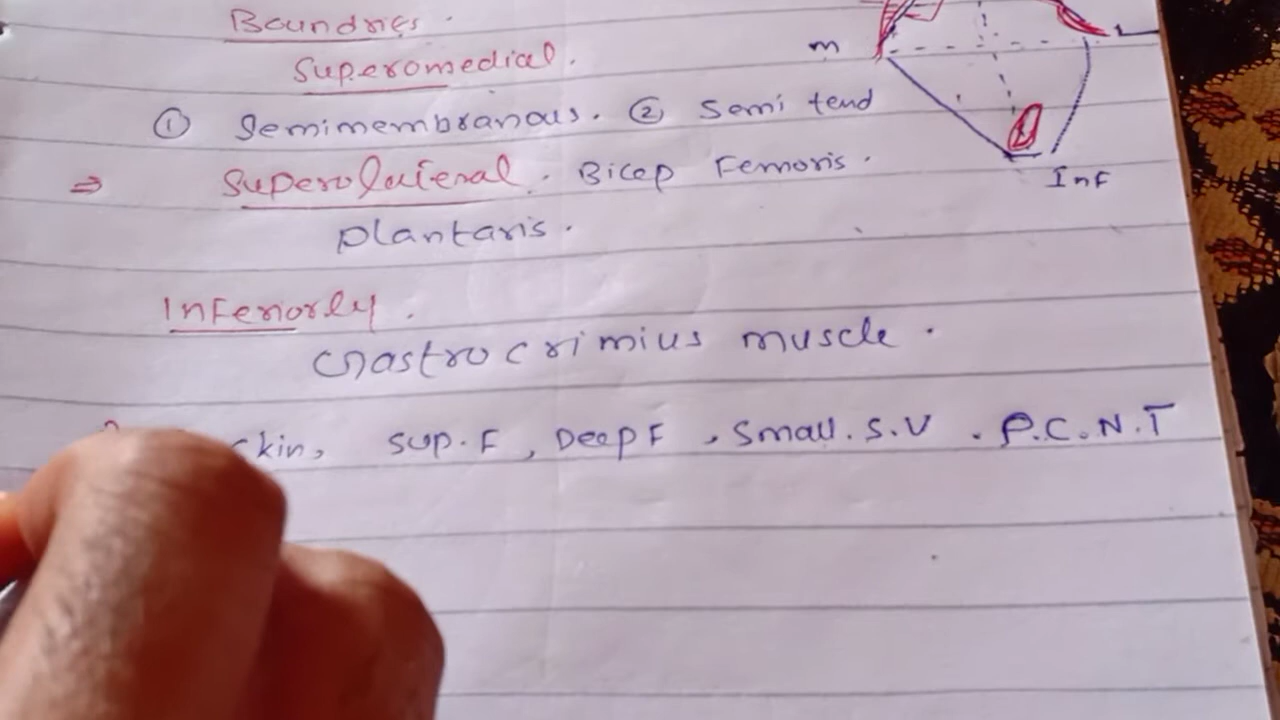 Boundries.
Superomedial.
m
① Semimembranous. ② Semi tend
⇒ Superolateral. Bicep Femoris.
Inf
plantaris.
Inferiorly.
Gastrocrimius muscle.
skin, sup.F, Deep F, Small.S.V. P.C.N.T